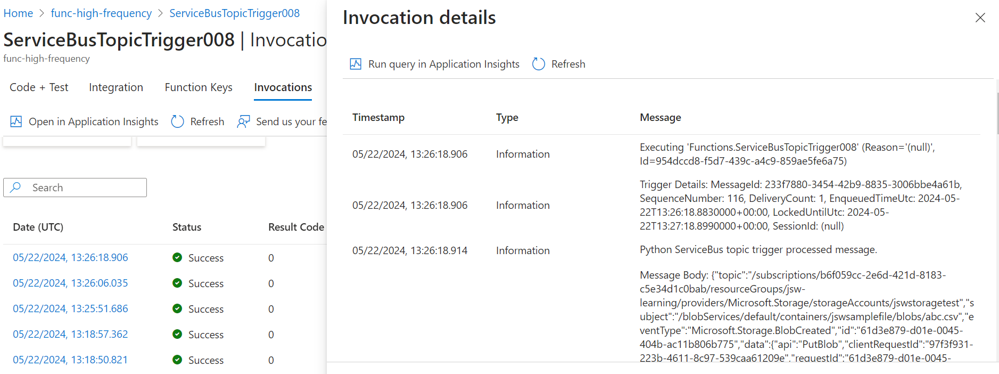 Home > func-high-frequency > ServiceBusTopicTrigger008
ServiceBusTopicTrigger008 | Invocatio
func-high-frequency
Code + Test Integration Function Keys Invocations
Open in Application Insights Refresh Send us your fe
Search
Date (UTC) Status Result Code
05/22/2024, 13:26:18.906 Success 0
05/22/2024, 13:26:06.035 Success 0
05/22/2024, 13:25:51.686 Success 0
05/22/2024, 13:18:57.362 Success 0
05/22/2024, 13:18:50.821 Success 0
Invocation details
Run query in Application Insights Refresh
Timestamp Type Message
05/22/2024, 13:26:18.906 Information
Executing 'Functions.ServiceBusTopicTrigger008' (Reason='(null)',
Id=954dccd8-f5d7-439c-a4c9-859ae5fe6a75)
05/22/2024, 13:26:18.906 Information
Trigger Details: MessageId: 233f7880-3454-42b9-8835-3006bbe4a61b,
SequenceNumber: 116, DeliveryCount: 1, EnqueuedTimeUtc: 2024-05-
22T13:26:18.8830000+00:00, LockedUntilUtc: 2024-05-
22T13:27:18.8990000+00:00, SessionId: (null)
05/22/2024, 13:26:18.914 Information Python ServiceBus topic trigger processed message.
Message Body: {"topic":"/subscriptions/b6f059cc-2e6d-421d-8183-
c5e34d1c0bab/resourceGroups/jsw-
learning/providers/Microsoft.Storage/storageAccounts/jswstoragetest","s
ubject":"/blobServices/default/containers/jswsamplefile/blobs/abc.csv","e
ventType":"Microsoft.Storage.BlobCreated","id":"61d3e879-d01e-0045-
404b-ac11b806b775","data":{"api":"PutBlob","clientRequestId":"97f3f931-
223b-4611-8c97-539caa61209e","requestId":"61d3e879-d01e-0045-